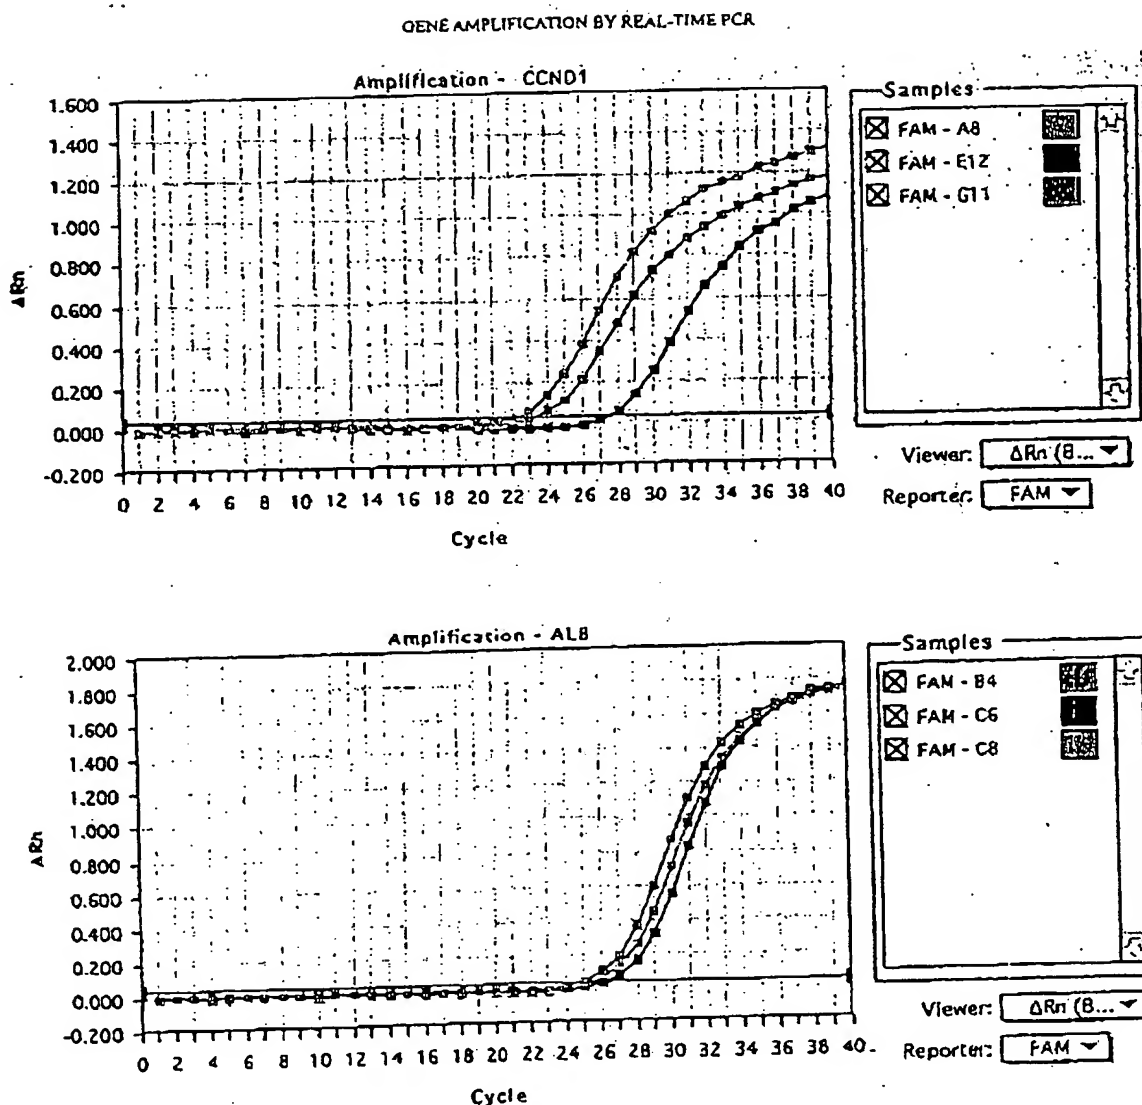 GENE AMPLIFICATION BY REAL-TIME PCR
Amplification - CCND1
1.600
1.400
1.200
1.000
0.800
0.600
0.400
0.200
0.000
-0.200
ΔRn
0 2 4 6 8 10 12 14 16 18 20 22 24 26 28 30 32 34 36 38 40
Cycle
Samples
FAM - A8
FAM - E12
FAM - G11
Viewer: ΔRn (B...
Reporter: FAM
Amplification - ALB
2.000
1.800
1.600
1.400
1.200
1.000
0.800
0.600
0.400
0.200
0.000
-0.200
ΔRn
0 2 4 6 8 10 12 14 16 18 20 22 24 26 28 30 32 34 36 38 40
Cycle
Samples
FAM - B4
FAM - C6
FAM - C8
Viewer: ΔRn (B...
Reporter: FAM